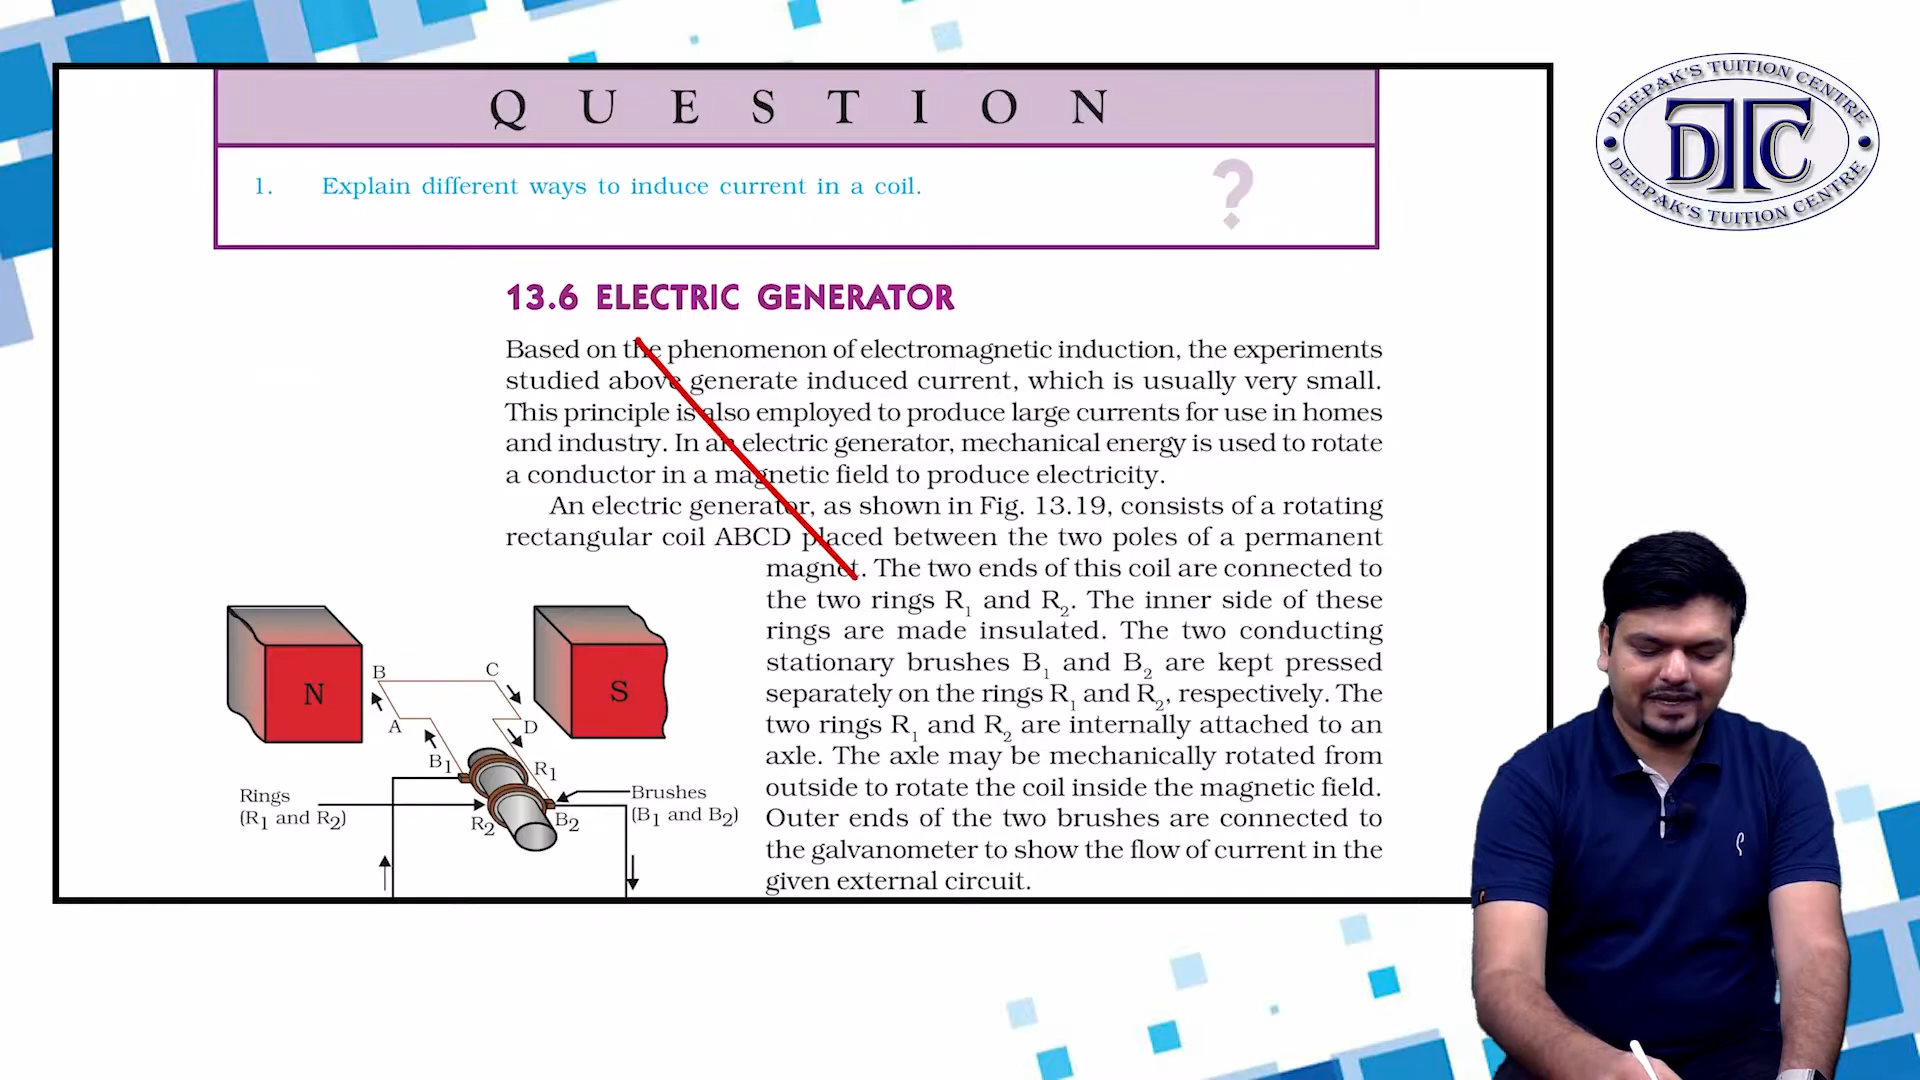 QUESTION
1. Explain different ways to induce current in a coil.
?
13.6 ELECTRIC GENERATOR
Based on the phenomenon of electromagnetic induction, the experiments
studied above generate induced current, which is usually very small.
This principle is also employed to produce large currents for use in homes
and industry. In an electric generator, mechanical energy is used to rotate
a conductor in a magnetic field to produce electricity.
An electric generator, as shown in Fig. 13.19, consists of a rotating
rectangular coil ABCD placed between the two poles of a permanent
magnet. The two ends of this coil are connected to
the two rings R1 and R2. The inner side of these
rings are made insulated. The two conducting
stationary brushes B1 and B2 are kept pressed
separately on the rings R1 and R2, respectively. The
two rings R1 and R2 are internally attached to an
axle. The axle may be mechanically rotated from
outside to rotate the coil inside the magnetic field.
Outer ends of the two brushes are connected to
the galvanometer to show the flow of current in the
given external circuit.
N
S
B
C
A
D
B1
R1
Rings
(R1 and R2)
R2
B2
Brushes
(B1 and B2)
DEEPAK'S TUITION CENTRE
DTC
DEEPAK'S TUITION CENTRE